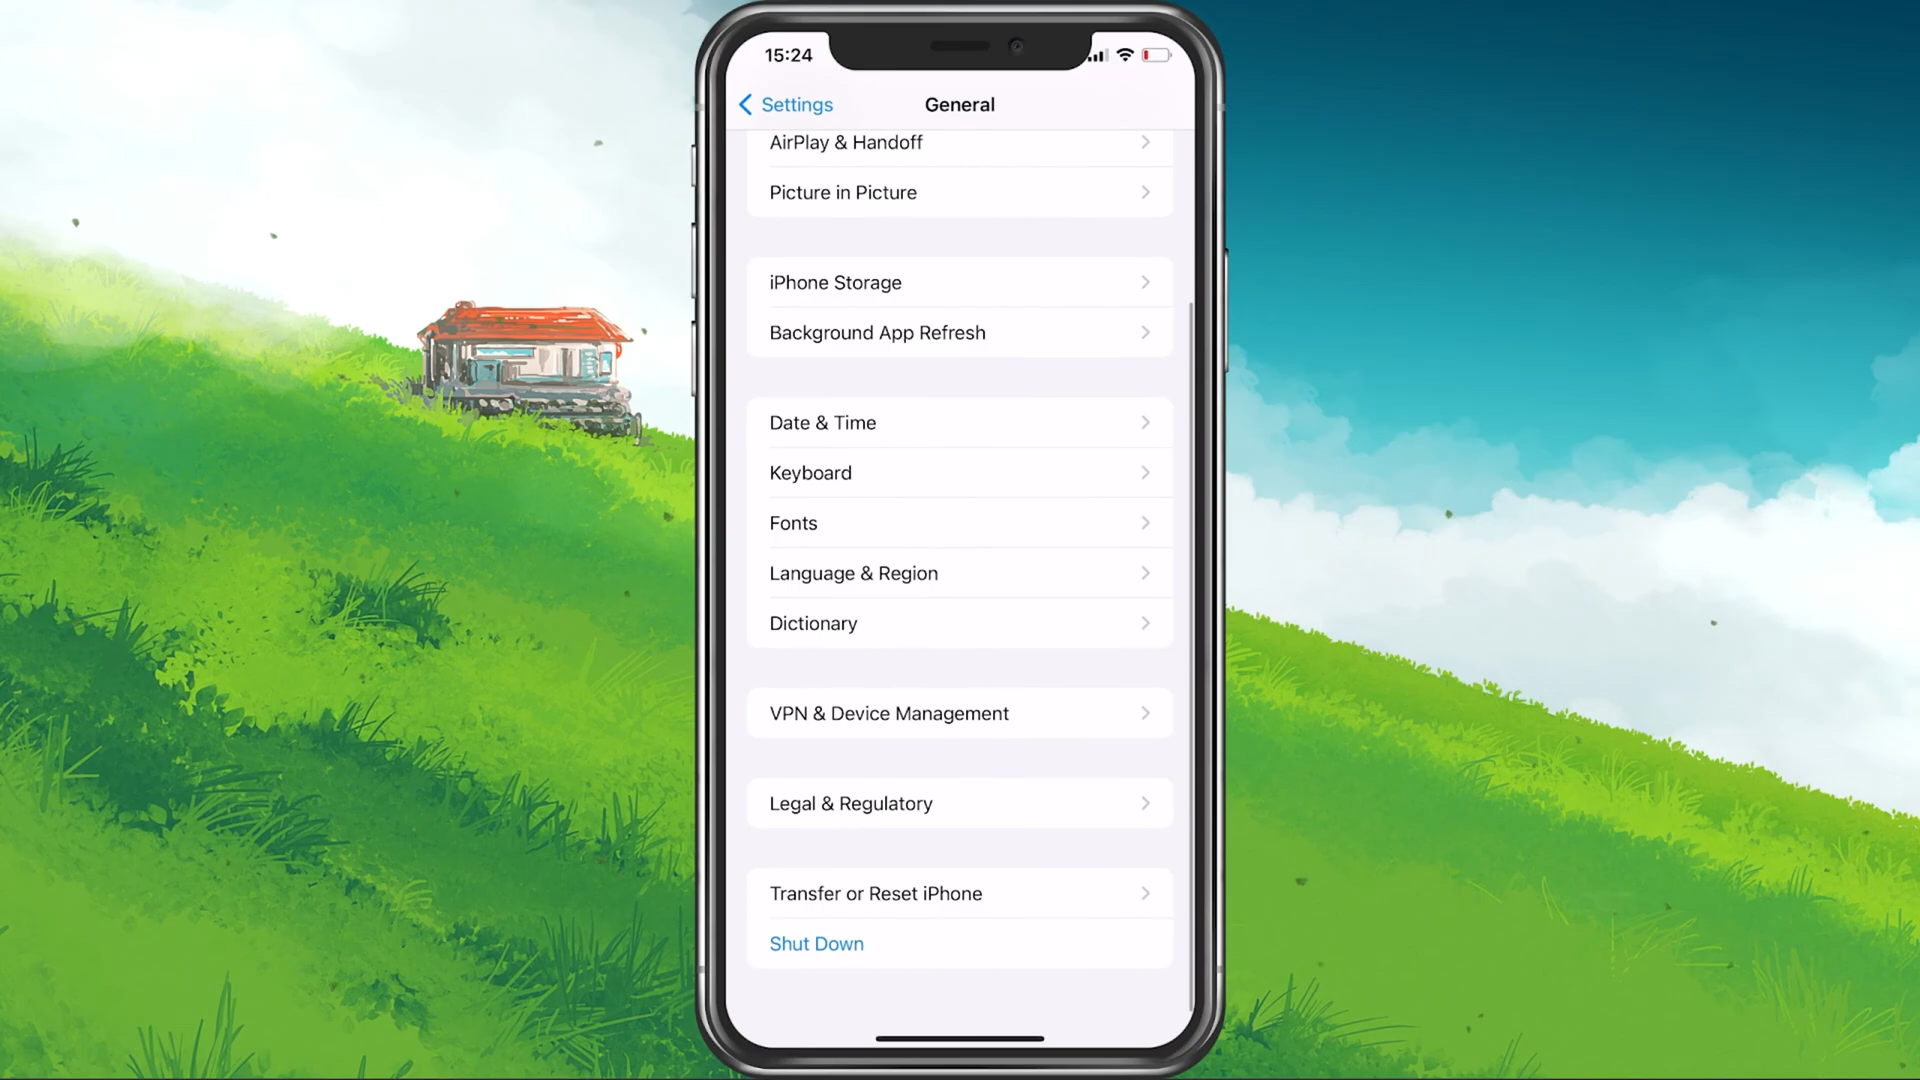 15:24
Settings
General
AirPlay & Handoff
Picture in Picture
iPhone Storage
Background App Refresh
Date & Time
Keyboard
Fonts
Language & Region
Dictionary
VPN & Device Management
Legal & Regulatory
Transfer or Reset iPhone
Shut Down